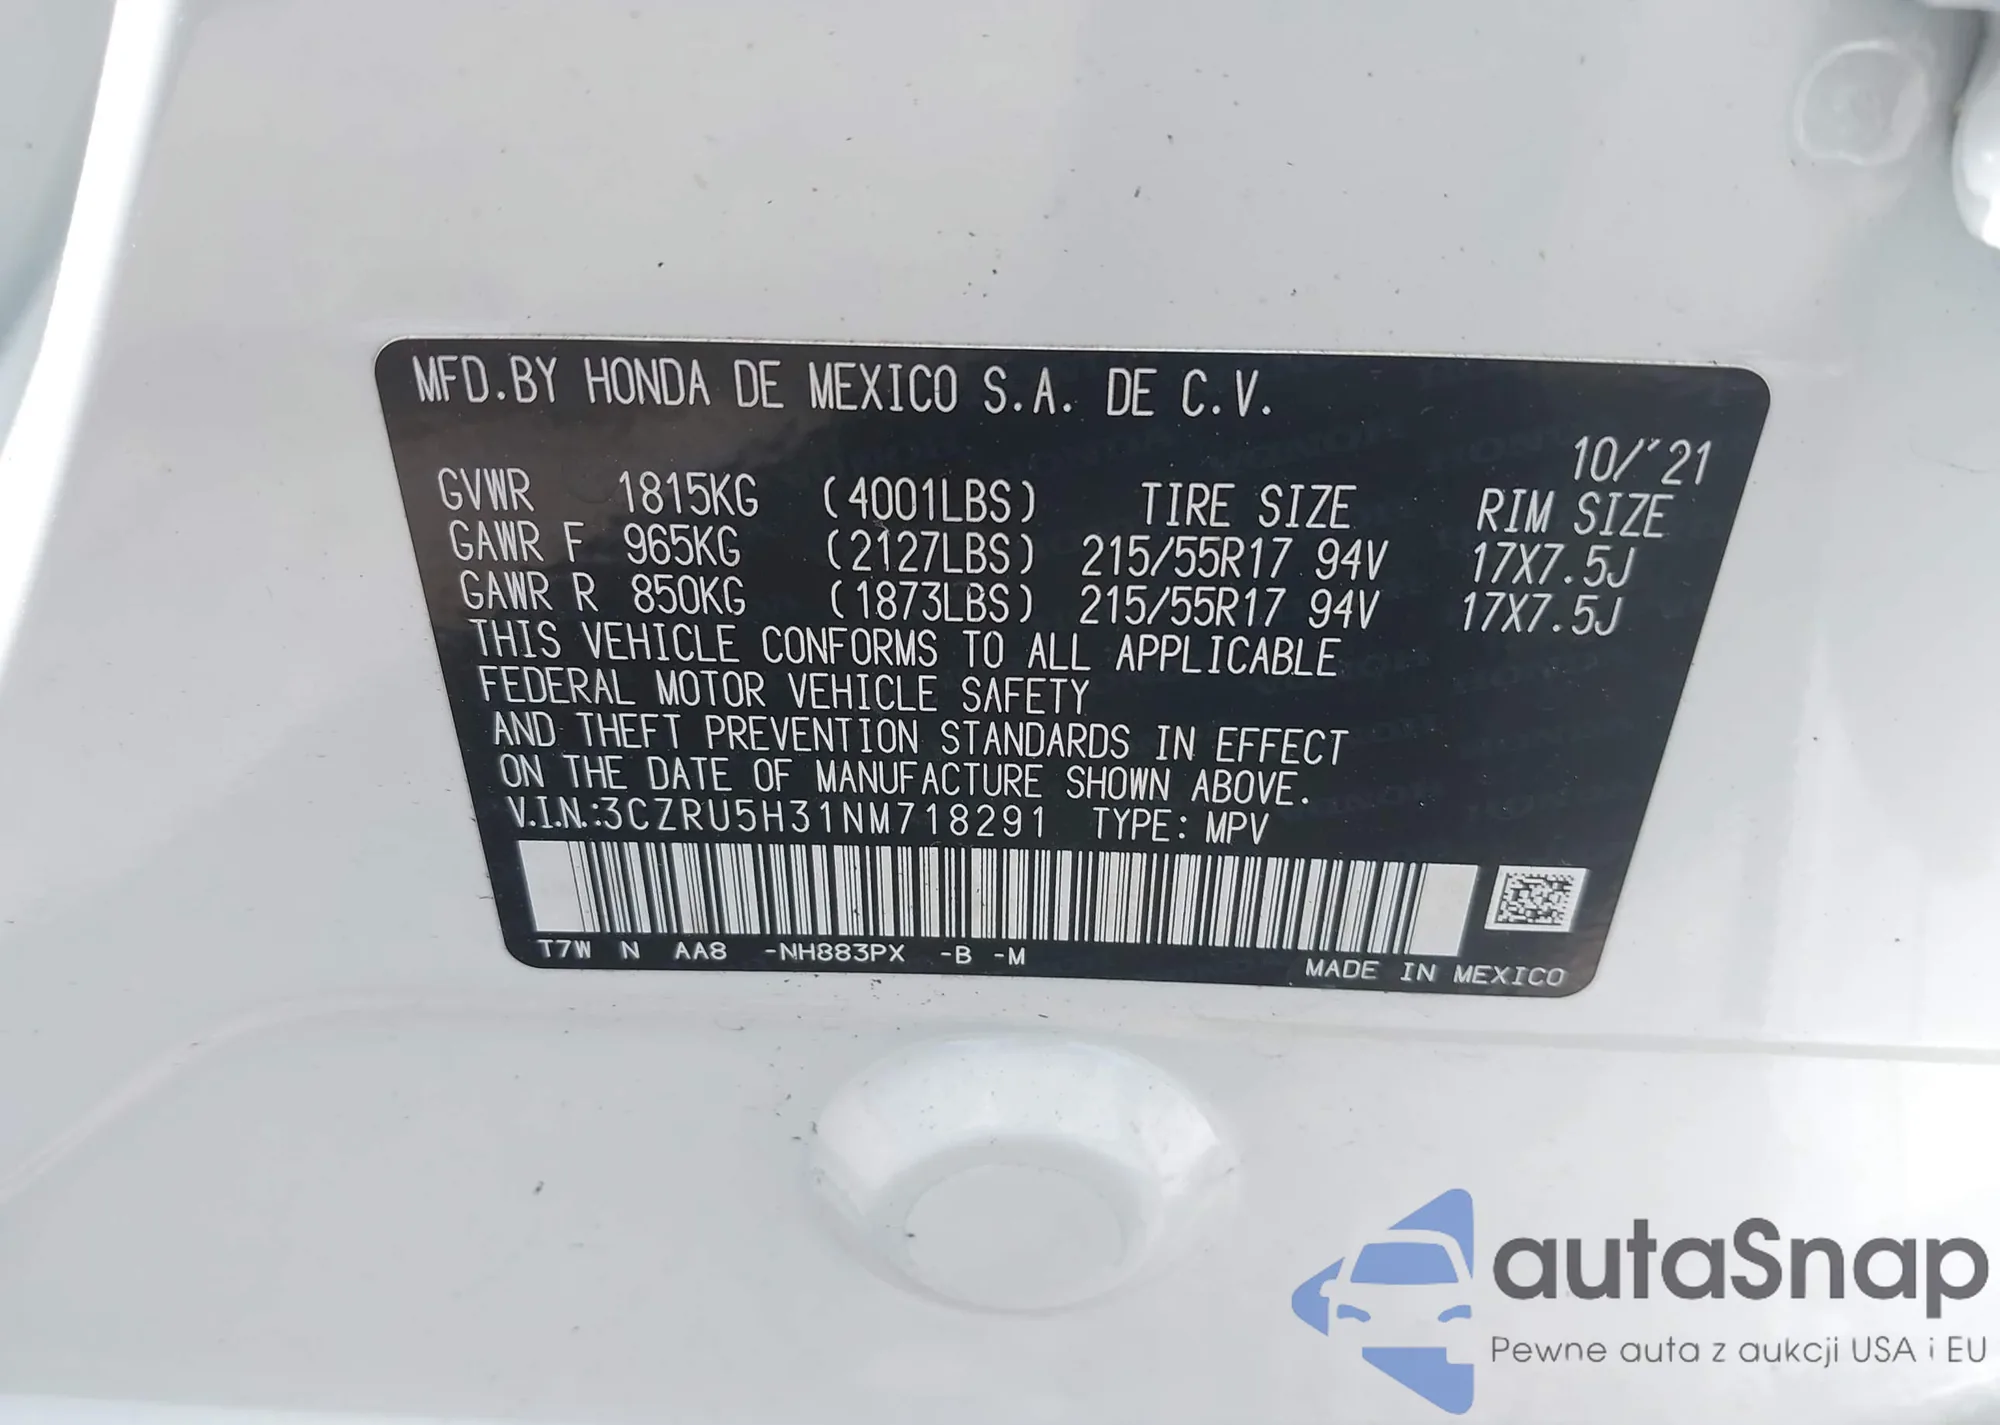 MFD.BY HONDA DE MEXICO S.A. DE C.V.
10/'21
GVWR 1815KG (4001LBS) TIRE SIZE RIM SIZE
GAWR F 965KG (2127LBS) 215/55R17 94V 17X7.5J
GAWR R 850KG (1873LBS) 215/55R17 94V 17X7.5J
THIS VEHICLE CONFORMS TO ALL APPLICABLE
FEDERAL MOTOR VEHICLE SAFETY
AND THEFT PREVENTION STANDARDS IN EFFECT
ON THE DATE OF MANUFACTURE SHOWN ABOVE.
V.I.N.:3CZRU5H31NM718291 TYPE: MPV
T7W N AA8 -NH883PX -B -M
MADE IN MEXICO
autaSnap
Pewne auta z aukcji USA i EU